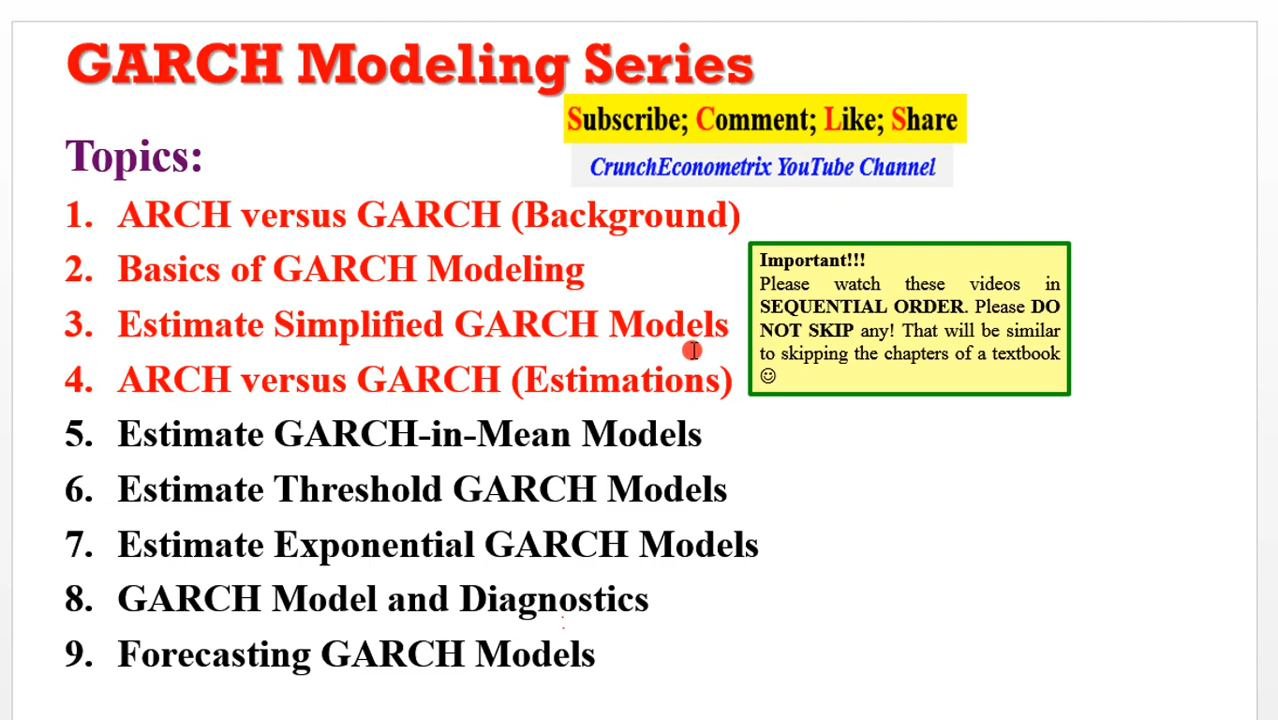 GARCH Modeling Series
Subscribe; Comment; Like; Share
CrunchEconometrix YouTube Channel
Topics:
1. ARCH versus GARCH (Background)
2. Basics of GARCH Modeling
3. Estimate Simplified GARCH Models
4. ARCH versus GARCH (Estimations)
5. Estimate GARCH-in-Mean Models
6. Estimate Threshold GARCH Models
7. Estimate Exponential GARCH Models
8. GARCH Model and Diagnostics
9. Forecasting GARCH Models
Important!!!
Please watch these videos in
SEQUENTIAL ORDER. Please DO
NOT SKIP any! That will be similar
to skipping the chapters of a textbook
☺